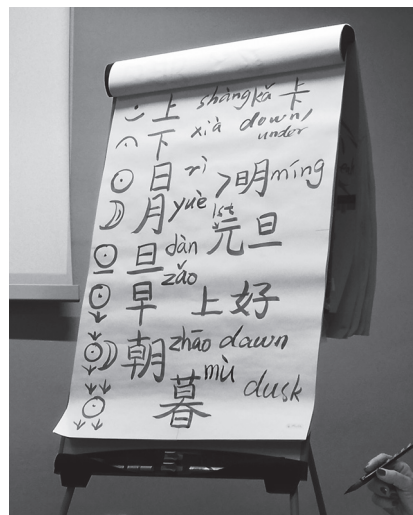 上 shàng kǎ 卡
下 xià down/
under
日 rì
月 yuè > 明 míng
旦 dàn 1st 元旦
早 zǎo 上好
朝 zhāo dawn
暮 mù dusk